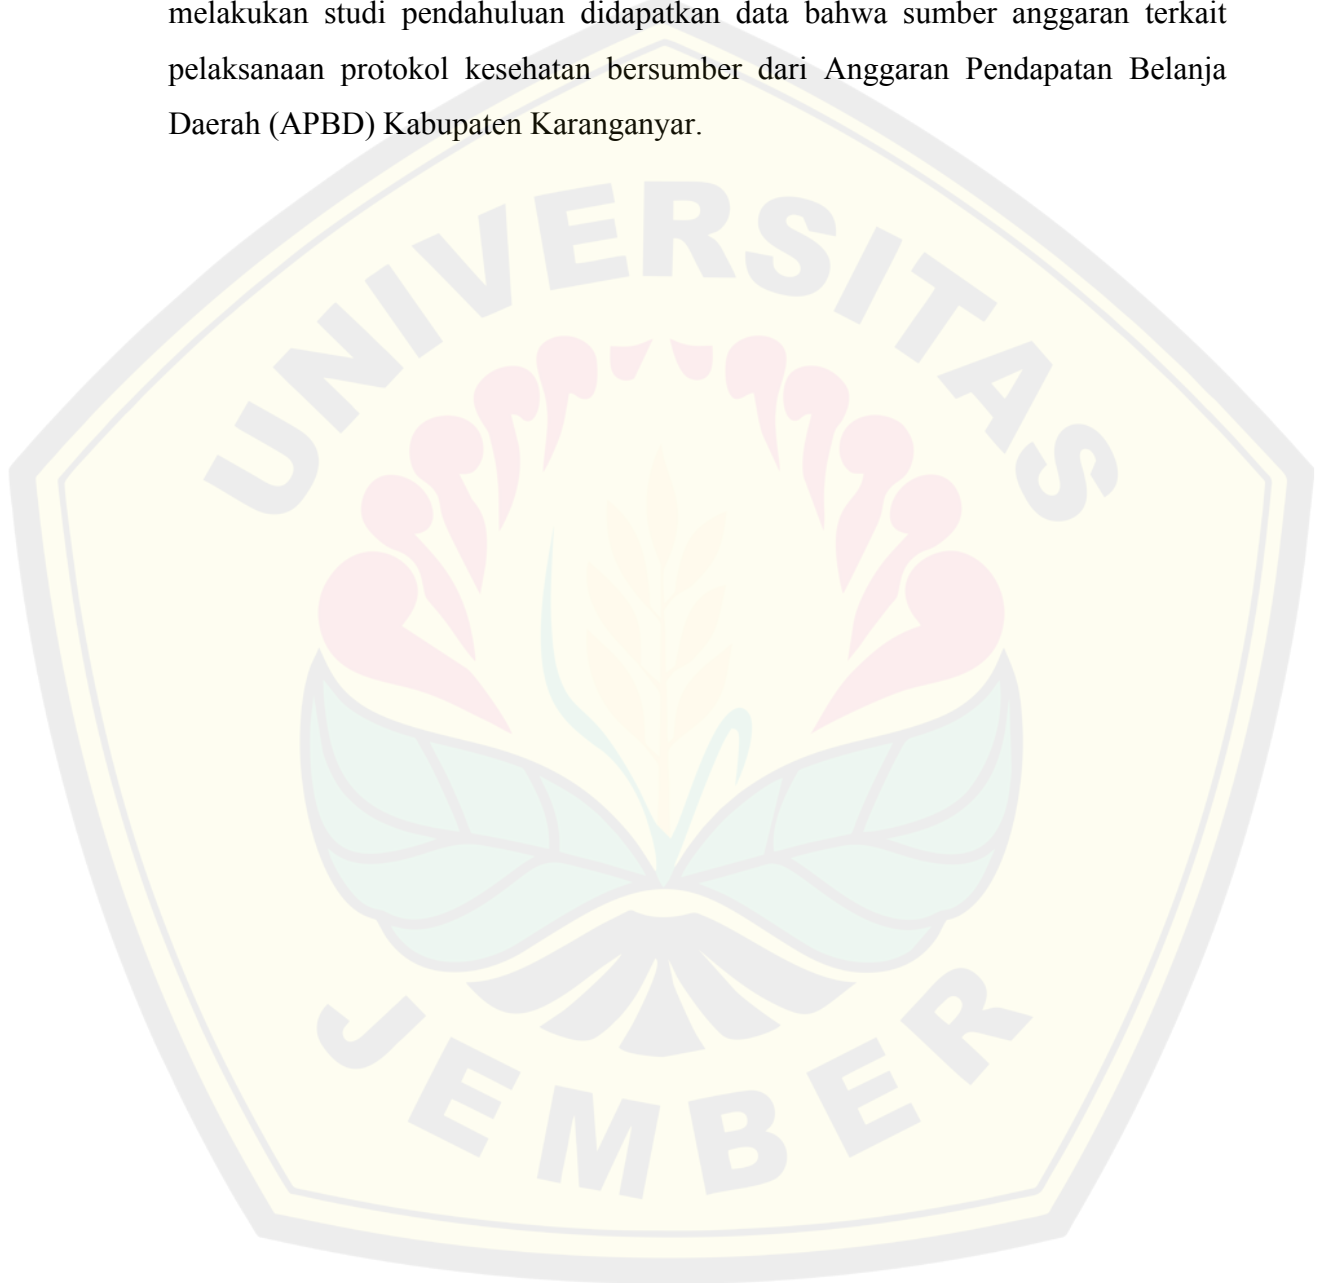 melakukan studi pendahuluan didapatkan data bahwa sumber anggaran terkait
pelaksanaan protokol kesehatan bersumber dari Anggaran Pendapatan Belanja
Daerah (APBD) Kabupaten Karanganyar.
UNIVERSITAS
JEMBER